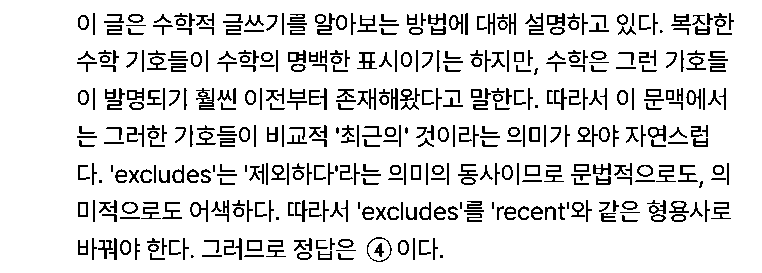 이 글은 수학적 글쓰기를 알아보는 방법에 대해 설명하고 있다. 복잡한
수학 기호들이 수학의 명백한 표시이기는 하지만, 수학은 그런 기호들
이 발명되기 훨씬 이전부터 존재해왔다고 말한다. 따라서 이 문맥에서
는 그러한 기호들이 비교적 '최근의' 것이라는 의미가 와야 자연스럽
다. 'excludes'는 '제외하다'라는 의미의 동사이므로 문법적으로도, 의
미적으로도 어색하다. 따라서 'excludes'를 'recent'와 같은 형용사로
바꿔야 한다. 그러므로 정답은 ④이다.